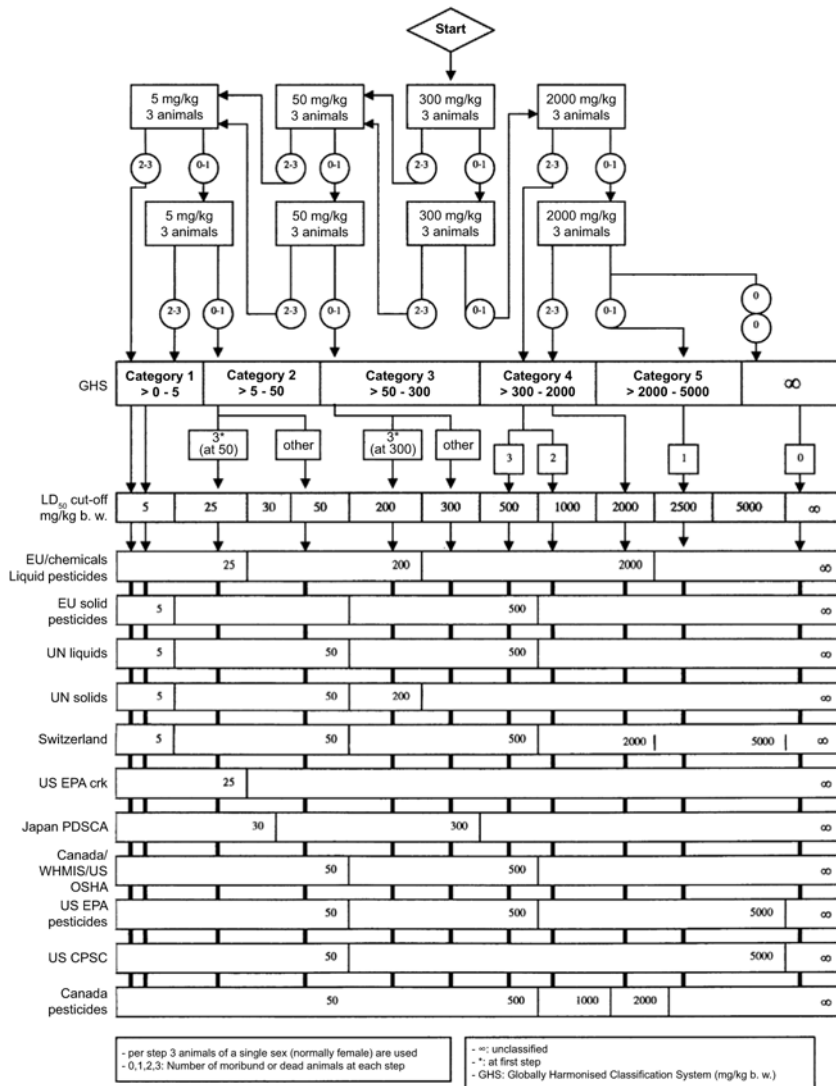 Start
5 mg/kg
3 animals
50 mg/kg
3 animals
300 mg/kg
3 animals
2000 mg/kg
3 animals
2-3
0-1
2-3
0-1
2-3
0-1
2-3
0-1
5 mg/kg
3 animals
50 mg/kg
3 animals
300 mg/kg
3 animals
2000 mg/kg
3 animals
2-3
0-1
2-3
0-1
2-3
0-1
2-3
0-1
0
0
GHS
Category 1
> 0 - 5
Category 2
> 5 - 50
Category 3
> 50 - 300
Category 4
> 300 - 2000
Category 5
> 2000 - 5000
∞
3*
(at 50)
other
3*
(at 300)
other
3
2
1
0
LD50 cut-off
mg/kg b. w.
5 25 30 50 200 300 500 1000 2000 2500 5000 ∞
EU/chemicals
Liquid pesticides
25 200 2000 ∞
EU solid
pesticides
5 500 ∞
UN liquids
5 50 500 ∞
UN solids
5 50 200 ∞
Switzerland
5 50 500 2000 5000 ∞
US EPA crk
25 ∞
Japan PDSCA
30 300 ∞
Canada/
WHMIS/US
OSHA
50 500 ∞
US EPA
pesticides
50 500 5000 ∞
US CPSC
50 5000 ∞
Canada
pesticides
50 500 1000 2000 ∞
- per step 3 animals of a single sex (normally female) are used
- 0,1,2,3: Number of moribund or dead animals at each step
- ∞: unclassified
- *: at first step
- GHS: Globally Harmonised Classification System (mg/kg b. w.)